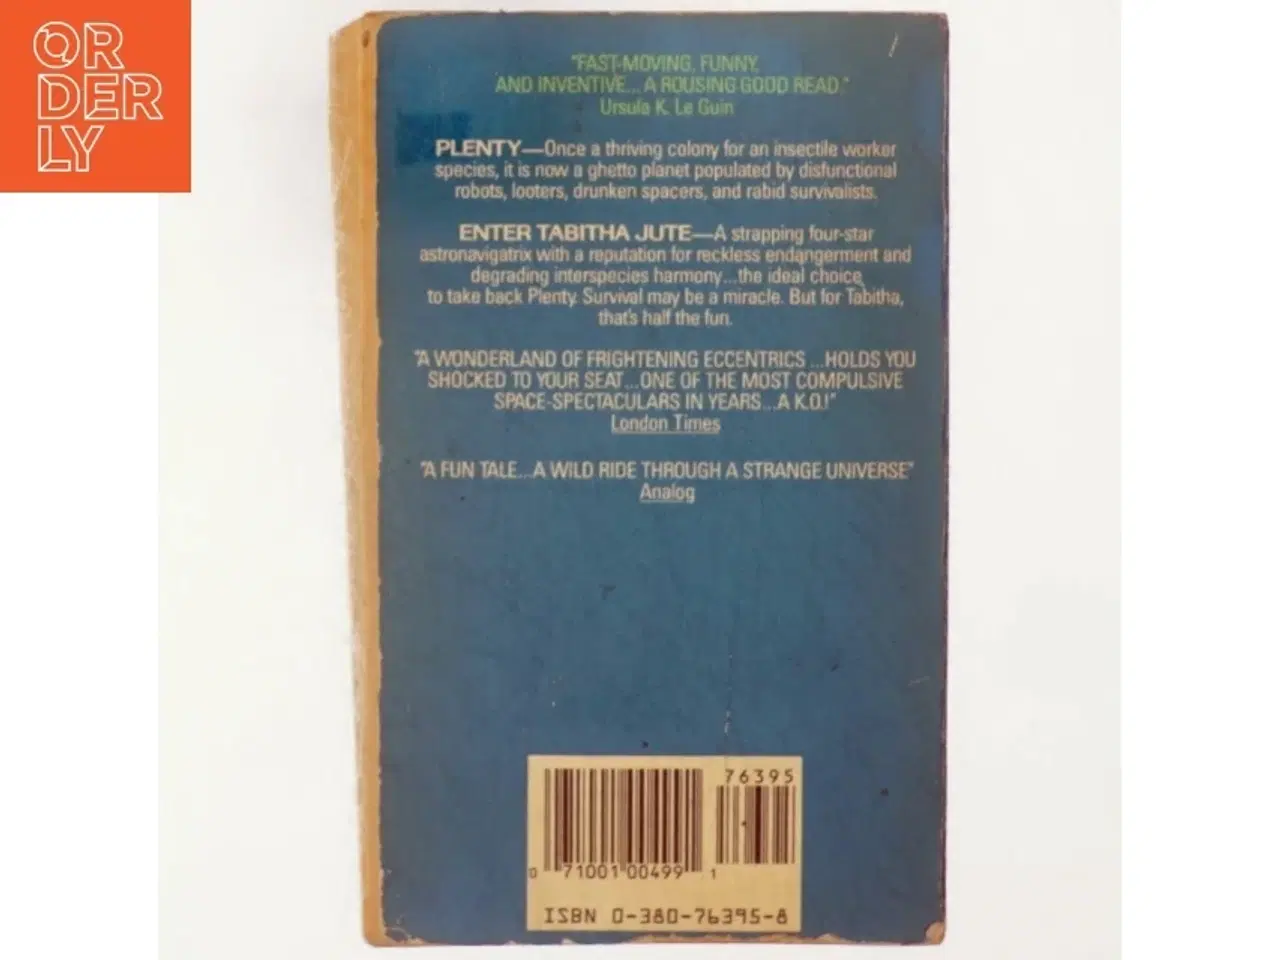 ORDERLY
"FAST-MOVING, FUNNY,
AND INVENTIVE... A ROUSING GOOD READ."
Ursula K. Le Guin
PLENTY—Once a thriving colony for an insectile worker
species, it is now a ghetto planet populated by disfunctional
robots, looters, drunken spacers, and rabid survivalists.
ENTER TABITHA JUTE—A strapping four-star
astronavigatrix with a reputation for reckless endangerment and
degrading interspecies harmony...the ideal choice
to take back Plenty. Survival may be a miracle. But for Tabitha,
that's half the fun.
"A WONDERLAND OF FRIGHTENING ECCENTRICS ...HOLDS YOU
SHOCKED TO YOUR SEAT...ONE OF THE MOST COMPULSIVE
SPACE-SPECTACULARS IN YEARS...A K.O.!"
London Times
"A FUN TALE...A WILD RIDE THROUGH A STRANGE UNIVERSE"
Analog
76395
0 71001 00499 1
ISBN 0-380-76395-8